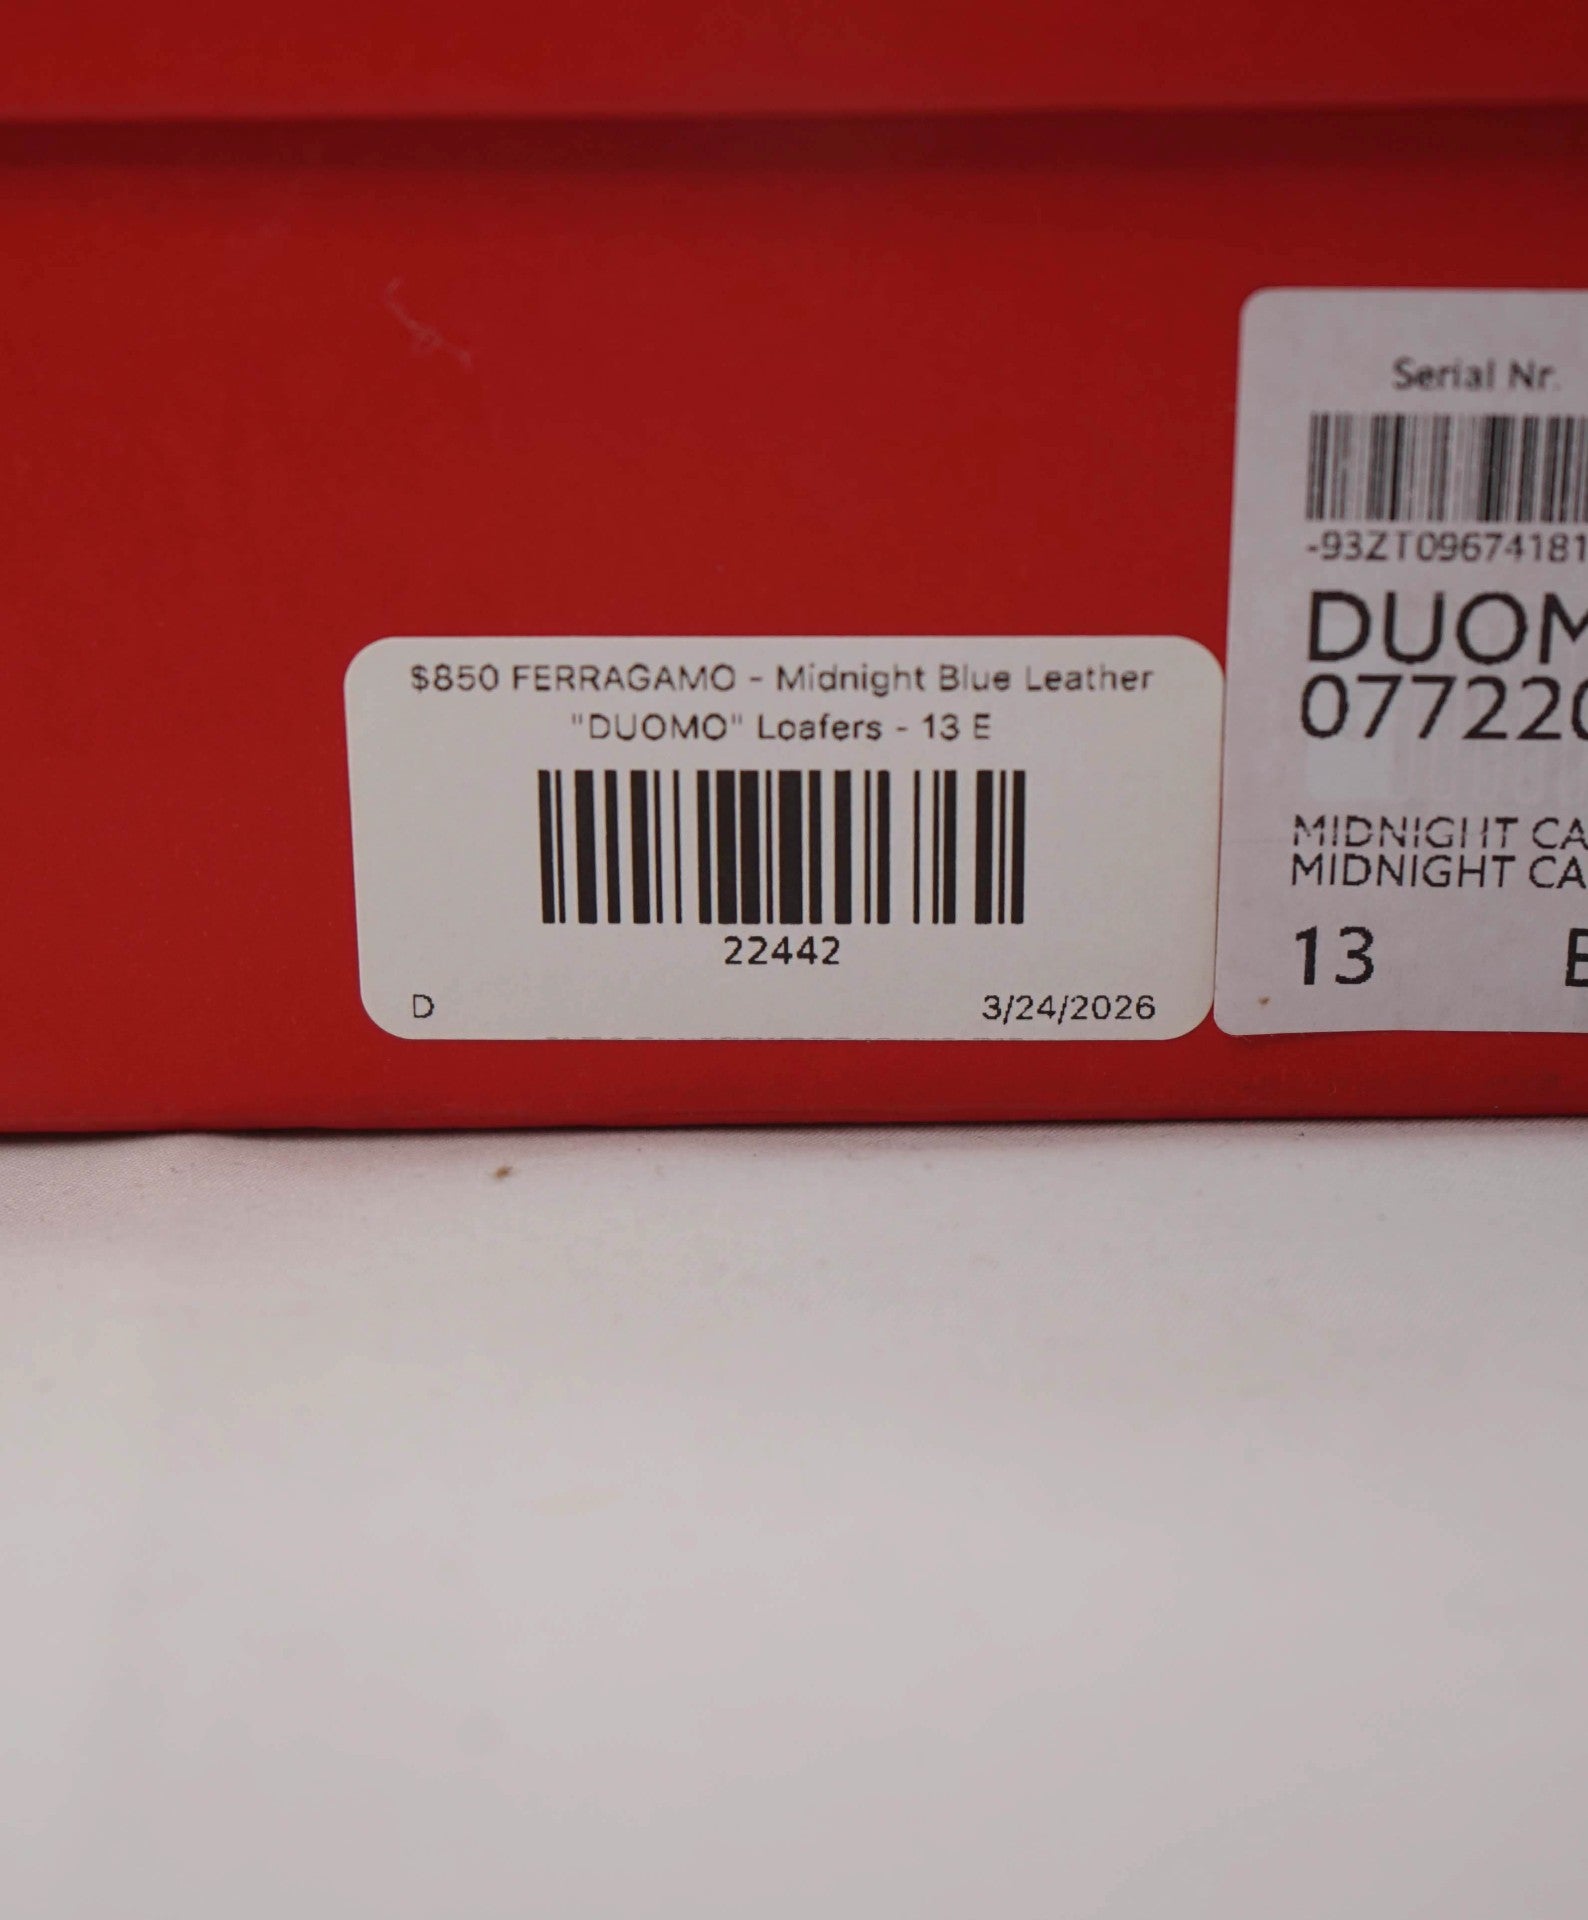 $850 FERRAGAMO - Midnight Blue Leather
"DUOMO" Loafers - 13 E
22442
D 3/24/2026
Serial Nr.
-93ZT09674181
DUOM
07722
MIDNIGHT CA
MIDNIGHT CA
13 E